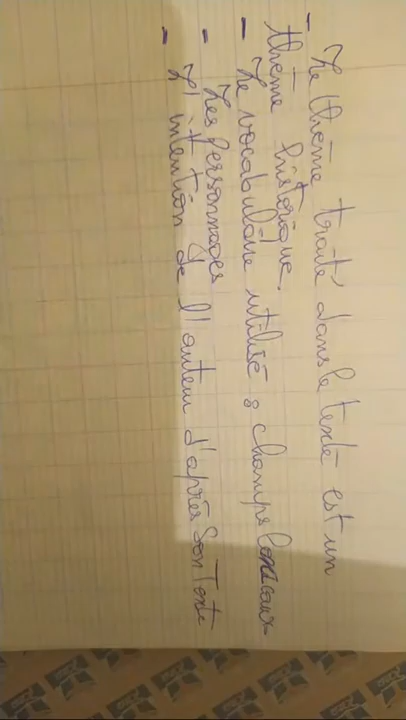 - Le thème traité dans le texte est un
thème historique.
- Le vocabulaire utilisé : champs lexicaux
- Les personnages
- L'intention de l'auteur d'après son Texte